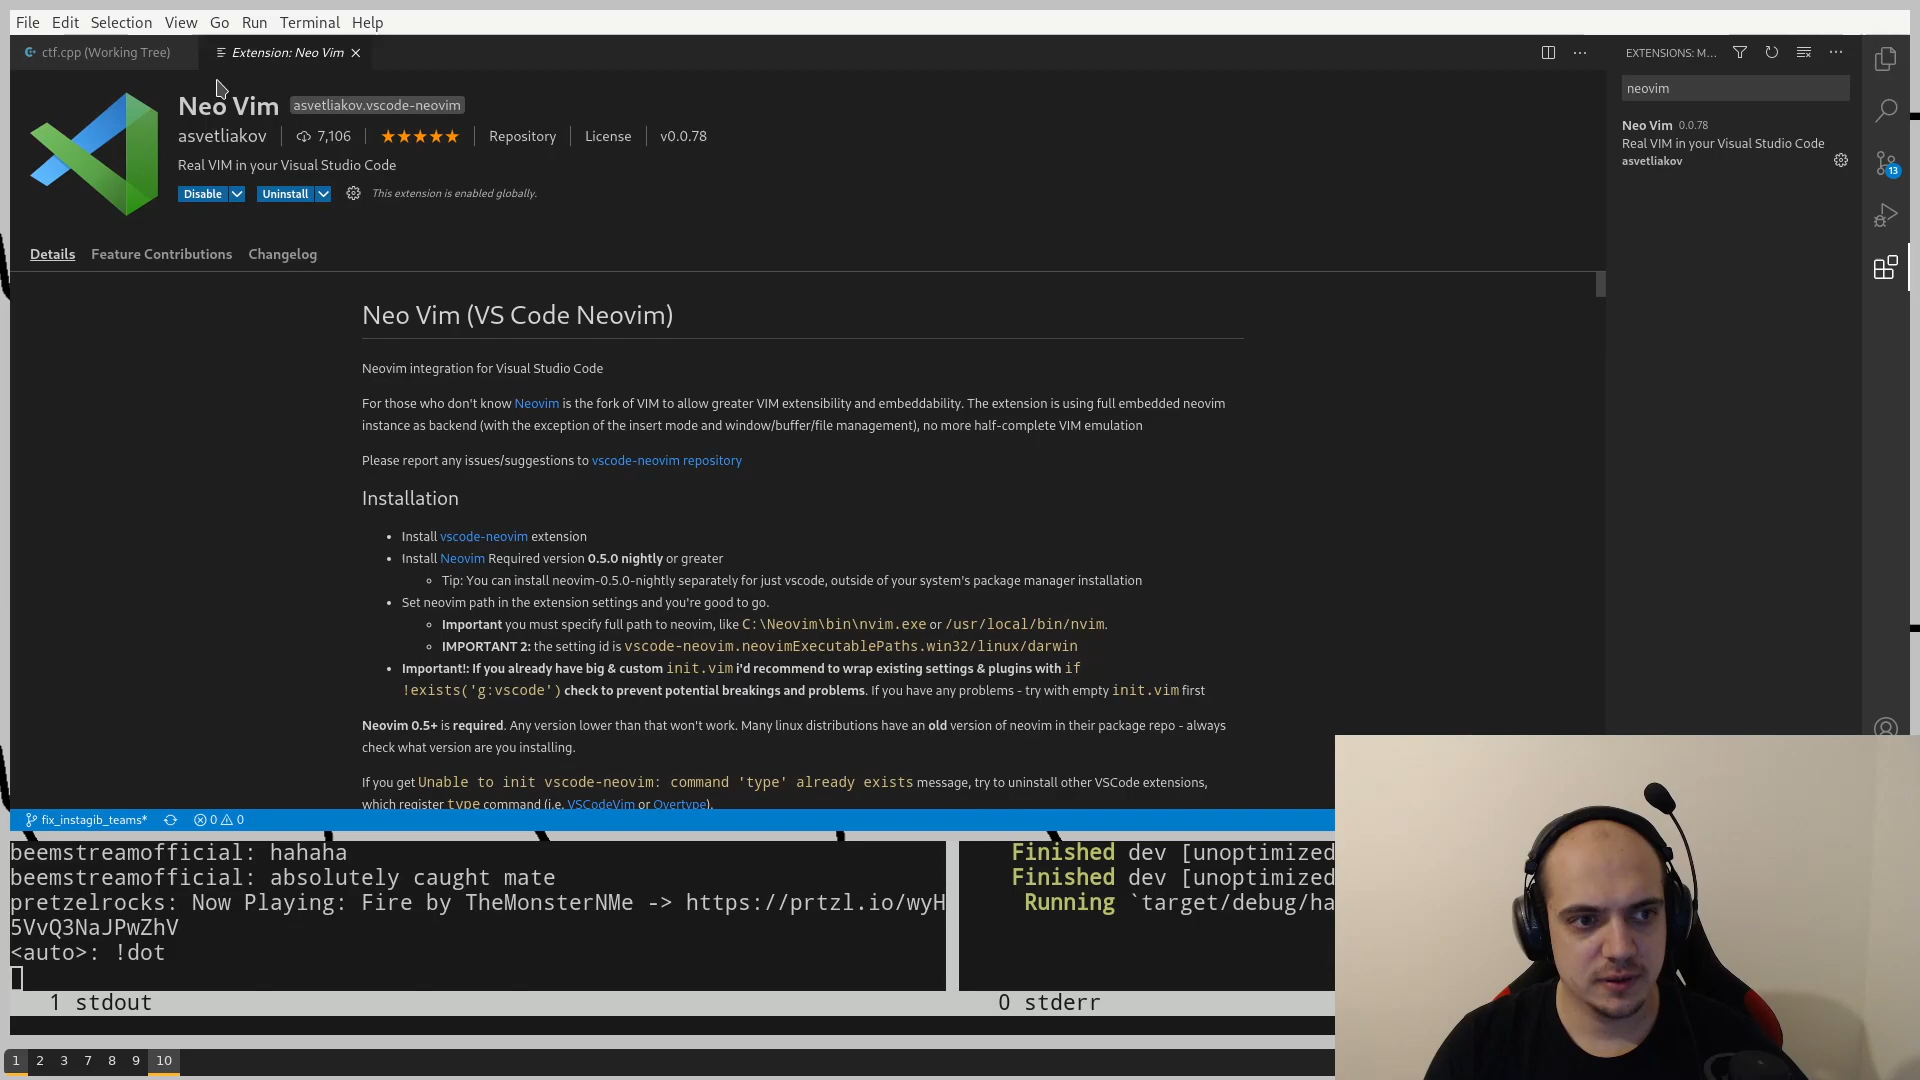 File Edit Selection View Go Run Terminal Help
ctf.cpp (Working Tree)
Extension: Neo Vim
EXTENSIONS: M...
neovim
Neo Vim asvetliakov.vscode-neovim
asvetliakov 7,106 Repository License v0.0.78
Real VIM in your Visual Studio Code
Disable Uninstall This extension is enabled globally.
Neo Vim 0.0.78
Real VIM in your Visual Studio Code
asvetliakov
13
Details Feature Contributions Changelog
Neo Vim (VS Code Neovim)
Neovim integration for Visual Studio Code
For those who don't know Neovim is the fork of VIM to allow greater VIM extensibility and embeddability. The extension is using full embedded neovim
instance as backend (with the exception of the insert mode and window/buffer/file management), no more half-complete VIM emulation
Please report any issues/suggestions to vscode-neovim repository
Installation
• Install vscode-neovim extension
• Install Neovim Required version 0.5.0 nightly or greater
◦ Tip: You can install neovim-0.5.0-nightly separately for just vscode, outside of your system's package manager installation
• Set neovim path in the extension settings and you're good to go.
◦ Important you must specify full path to neovim, like C:\Neovim\bin\nvim.exe or /usr/local/bin/nvim.
◦ IMPORTANT 2: the setting id is vscode-neovim.neovimExecutablePaths.win32/linux/darwin
• Important!: If you already have big & custom init.vim i'd recommend to wrap existing settings & plugins with if
!exists('g:vscode') check to prevent potential breakings and problems. If you have any problems - try with empty init.vim first
Neovim 0.5+ is required. Any version lower than that won't work. Many linux distributions have an old version of neovim in their package repo - always
check what version are you installing.
If you get Unable to init vscode-neovim: command 'type' already exists message, try to uninstall other VSCode extensions,
which register type command (i.e. VSCodeVim or Overtype).
fix_instagib_teams* 0 0
beemstreamofficial: hahaha
beemstreamofficial: absolutely caught mate
pretzelrocks: Now Playing: Fire by TheMonsterNMe -> https://prtzl.io/wyH
5VvQ3NaJPwZhV
<auto>: !dot
1 stdout
Finished dev [unoptimized
Finished dev [unoptimized
Running `target/debug/ha
0 stderr
1 2 3 7 8 9 10